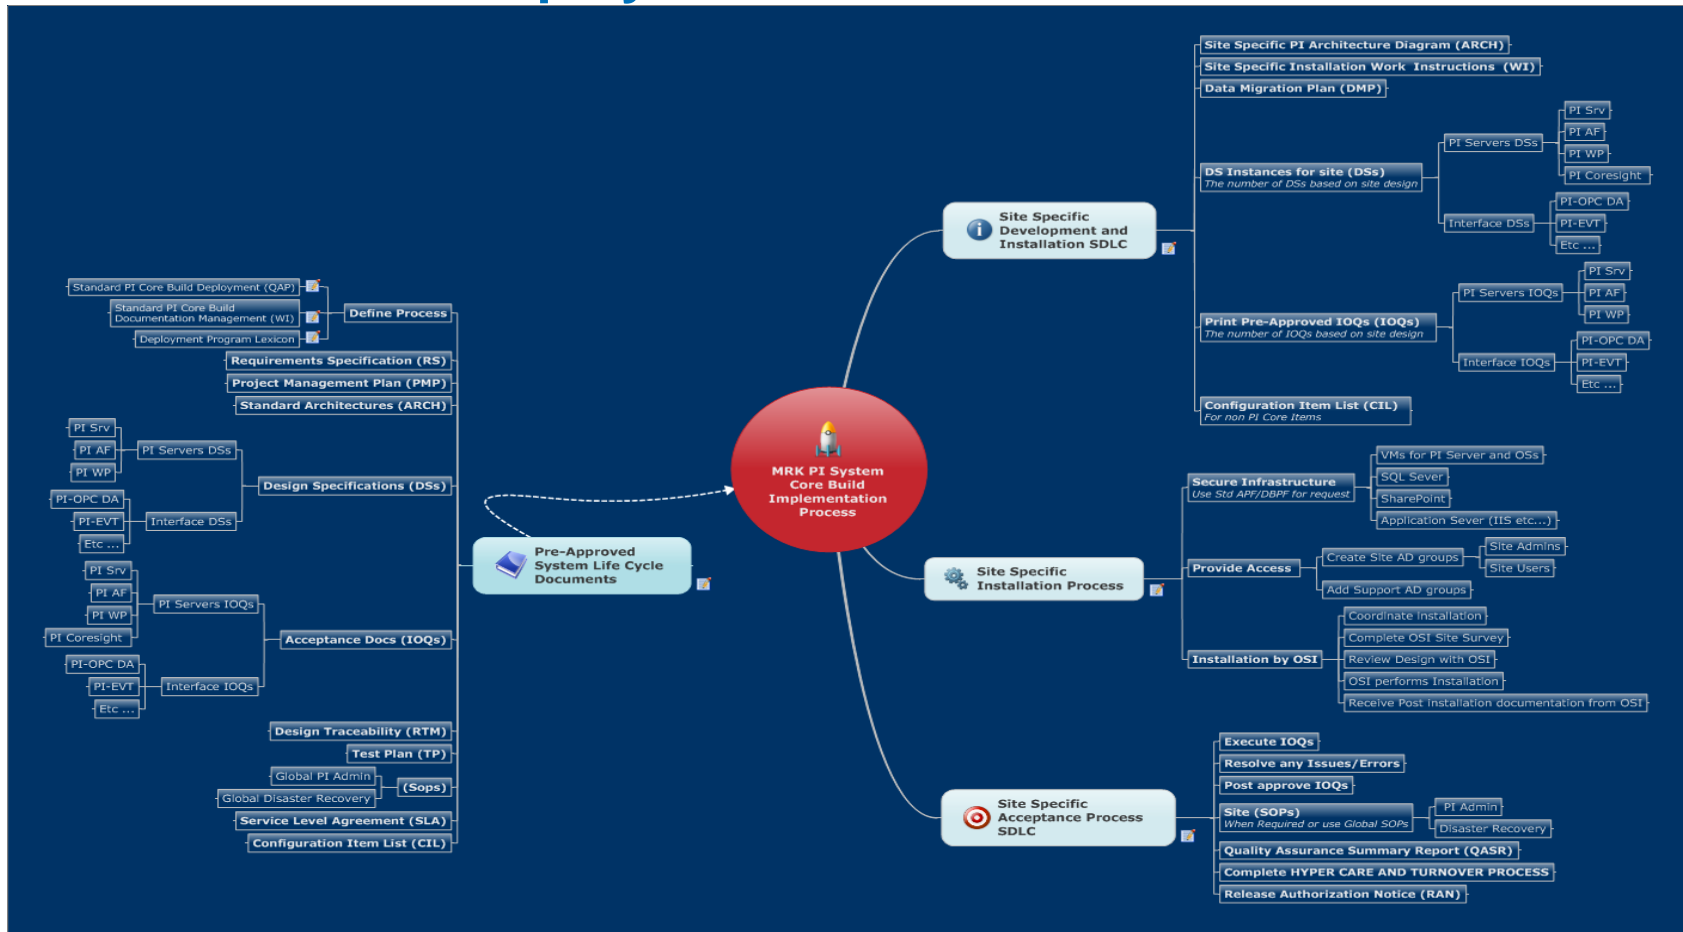 Site Specific PI Architecture Diagram (ARCH)
Site Specific Installation Work Instructions (WI)
Data Migration Plan (DMP)
DS Instances for site (DSs)
The number of DSs based on site design
PI Servers DSs
PI Srv
PI AF
PI WP
PI Coresight
Interface DSs
PI-OPC DA
PI-EVT
Etc ...
Site Specific
Development and
Installation SDLC
Print Pre-Approved IOQs (IOQs)
The number of IOQs based on site design
PI Servers IOQs
PI Srv
PI AF
PI WP
Interface IOQs
PI-OPC DA
PI-EVT
Etc ...
Configuration Item List (CIL)
For non PI Core Items
Standard PI Core Build Deployment (QAP)
Standard PI Core Build
Documentation Management (WI)
Deployment Program Lexicon
Define Process
Requirements Specification (RS)
Project Management Plan (PMP)
Standard Architectures (ARCH)
PI Srv
PI AF
PI WP
PI Servers DSs
Design Specifications (DSs)
PI-OPC DA
PI-EVT
Etc ...
Interface DSs
PI Srv
PI AF
PI WP
PI Coresight
PI Servers IOQs
Acceptance Docs (IOQs)
PI-OPC DA
PI-EVT
Etc ...
Interface IOQs
Design Traceability (RTM)
Test Plan (TP)
Global PI Admin
Global Disaster Recovery
(Sops)
Service Level Agreement (SLA)
Configuration Item List (CIL)
Pre-Approved
System Life Cycle
Documents
MRK PI System
Core Build
Implementation
Process
Site Specific
Installation Process
Secure Infrastructure
Use Std APF/DBPF for request
VMs for PI Server and OSs
SQL Sever
SharePoint
Application Sever (IIS etc...)
Provide Access
Create Site AD groups
Site Admins
Site Users
Add Support AD groups
Installation by OSI
Coordinate installation
Complete OSI Site Survey
Review Design with OSI
OSI performs Installation
Receive Post installation documentation from OSI
Site Specific
Acceptance Process
SDLC
Execute IOQs
Resolve any Issues/Errors
Post approve IOQs
Site (SOPs)
When Required or use Global SOPs
PI Admin
Disaster Recovery
Quality Assurance Summary Report (QASR)
Complete HYPER CARE AND TURNOVER PROCESS
Release Authorization Notice (RAN)